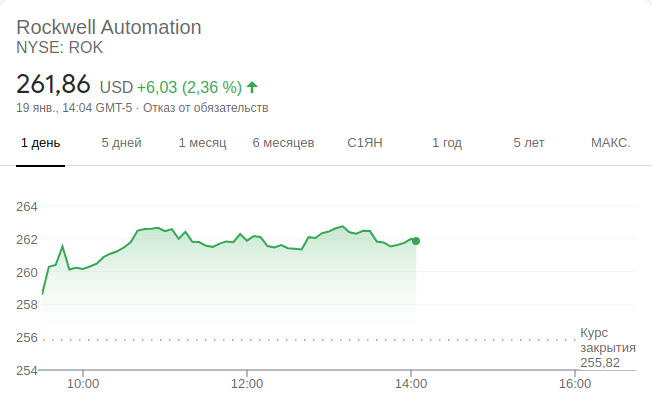 Rockwell Automation
NYSE: ROK
261,86 USD +6,03 (2,36 %)
19 янв., 14:04 GMT-5 · Отказ от обязательств
1 день 5 дней 1 месяц 6 месяцев С1ЯН 1 год 5 лет МАКС.
264
262
260
258
256
254
Курс
закрытия
255,82
10:00 12:00 14:00 16:00